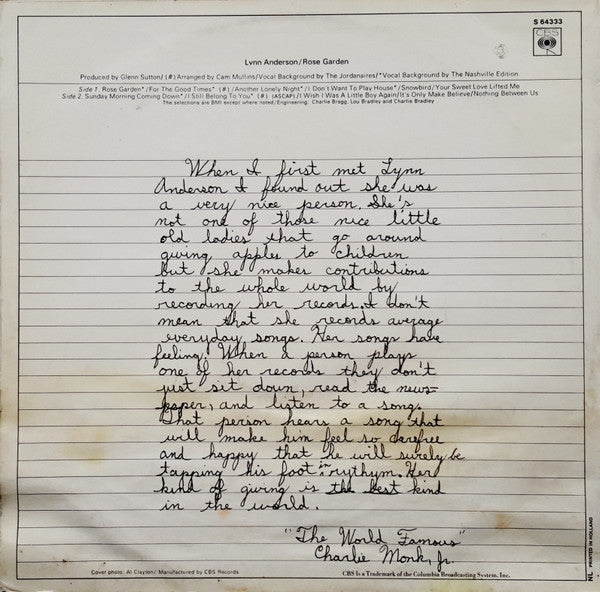 S 64333
CBS
Lynn Anderson/Rose Garden
Produced by Glenn Sutton/(#)Arranged by Cam Mullins/Vocal Background by The Jordanaires/*Vocal Background by The Nashville Edition
Side 1. Rose Garden*/For The Good Times* (#)/Another Lonely Night*/I Don't Want To Play House*/Snowbird/Your Sweet Love Lifted Me
Side 2. Sunday Morning Coming Down*/I Still Belong To You* (#) (ASCAP)/I Wish I Was A Little Boy Again/It's Only Make Believe/Nothing Between Us
The selections are BMI except where noted/Engineering: Charlie Bragg, Lou Bradley and Charlie Bradley
When I first met Lynn
Anderson I found out she was
a very nice person. She's
not one of those nice little
old ladies that go around
giving apples to children
but she makes contributions
to the whole world by
recording her records. I don't
mean that she records average
everyday songs. Her songs have
feeling. When a person plays
one of her records they don't
just sit down, read the news-
paper, and listen to a song.
That person hears a song that
will make him feel so carefree
and happy that he will surely be
tapping his foot in rythym. Her
kind of giving is the best kind
in the world.
"The World Famous"
Charlie Monk, Jr.
Cover photo: Al Clayton/Manufactured by CBS Records
CBS Is a Trademark of the Columbia Broadcasting System, Inc.
NL PRINTED IN HOLLAND